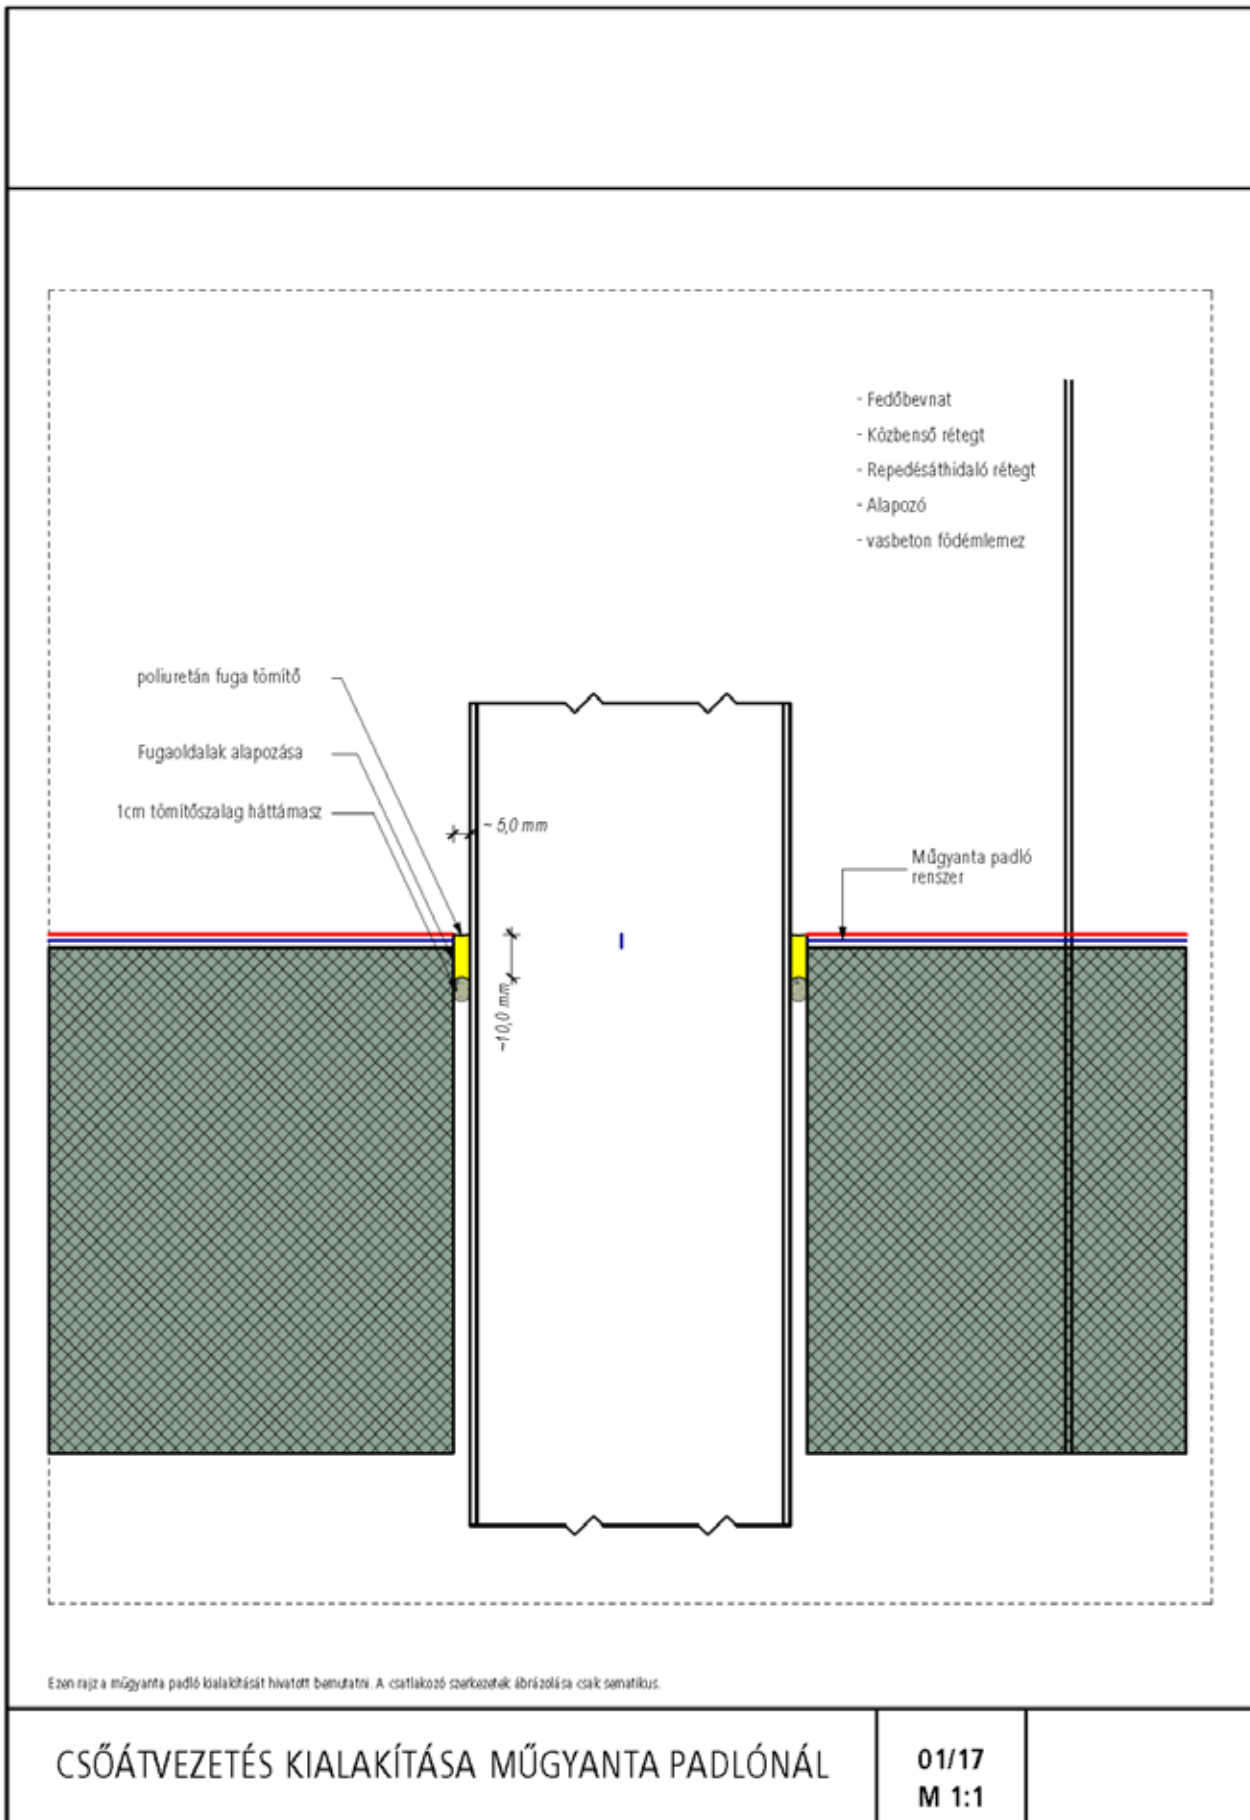 - Fedőbevnat
- Közbenső rétegt
- Repedésáthidaló rétegt
- Alapozó
- vasbeton födémlemez
poliuretán fuga tömítő
Fugaoldalak alapozása
1cm tömítőszalag háttámasz
~ 5,0 mm
Műgyanta padló
renszer
~10,0 mm
Ezen rajz a műgyanta padló kialakítását hivatott bemutatni. A csatlakozó szerkezetek ábrázolása csak sematikus.
CSŐÁTVEZETÉS KIALAKÍTÁSA MŰGYANTA PADLÓNÁL
01/17
M 1:1